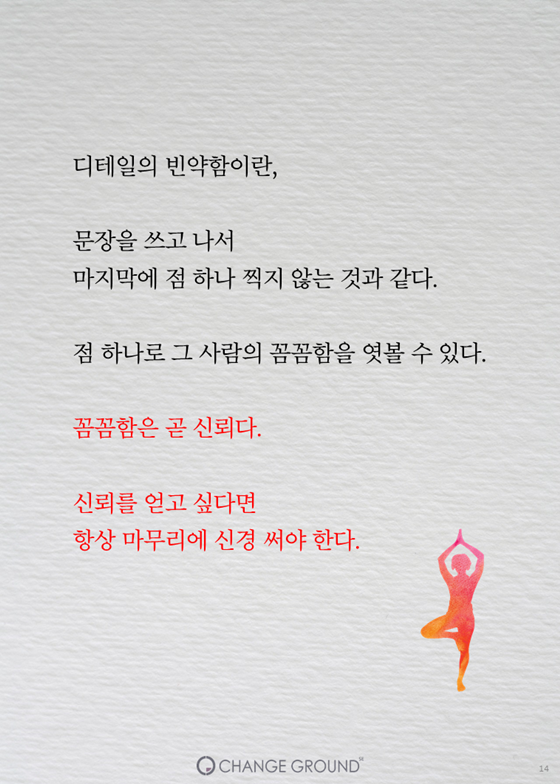 디테일의 빈약함이란,
문장을 쓰고 나서
마지막에 점 하나 찍지 않는 것과 같다.
점 하나로 그 사람의 꼼꼼함을 엿볼 수 있다.
꼼꼼함은 곧 신뢰다.
신뢰를 얻고 싶다면
항상 마무리에 신경 써야 한다.
CHANGE GROUND
14